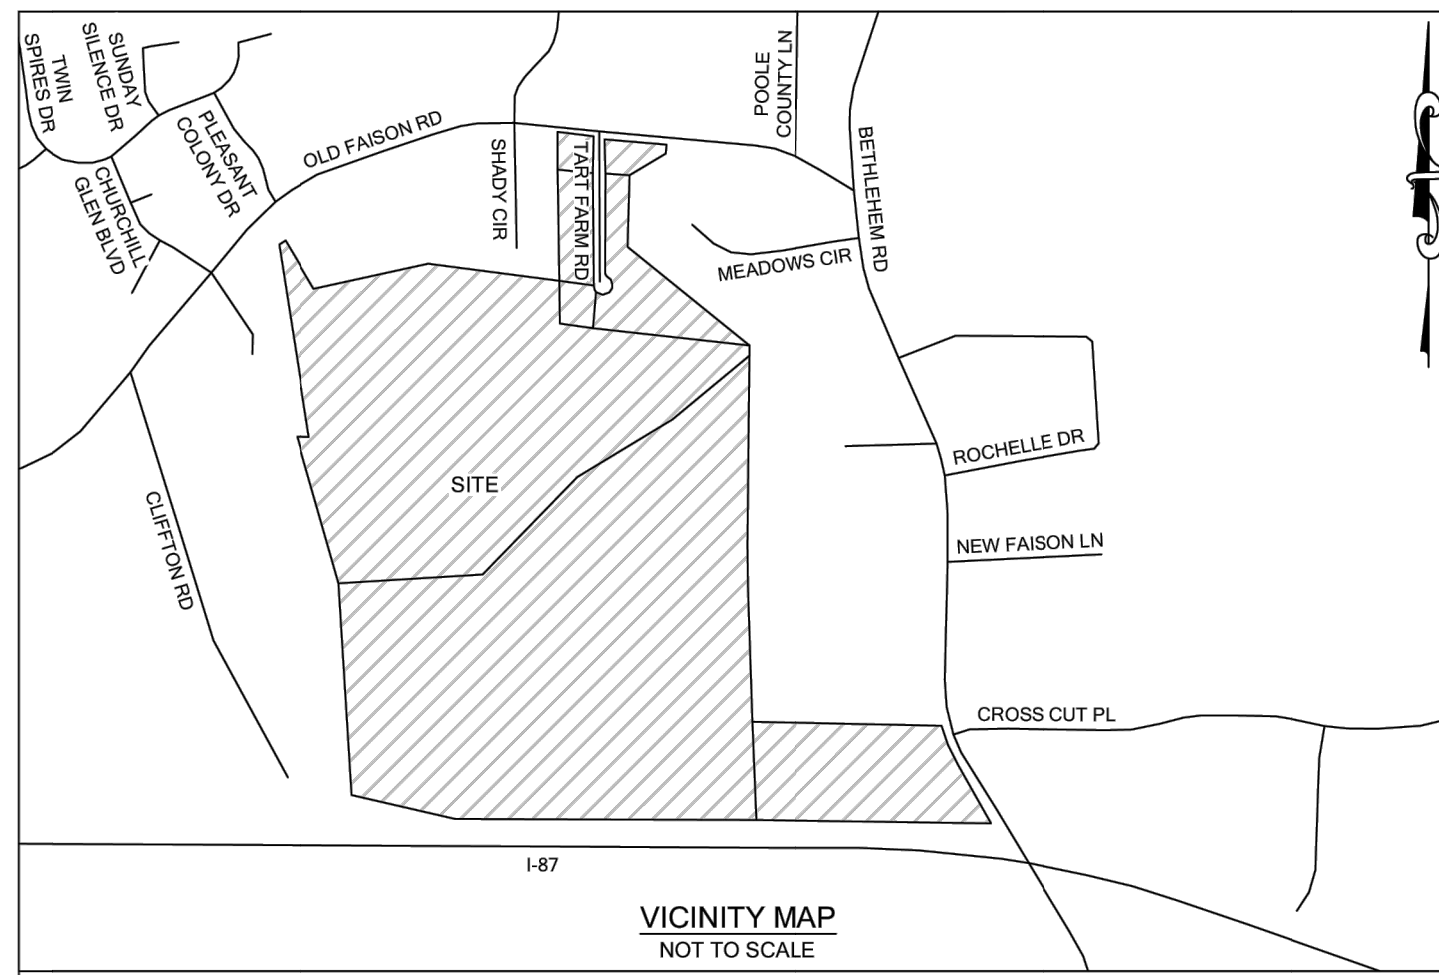 TWIN
SPIRES DR
SUNDAY
SILENCE DR
PLEASANT
COLONY DR
CHURCHILL
GLEN BLVD
OLD FAISON RD
SHADY CIR
TART FARM RD
POOLE
COUNTY LN
BETHLEHEM RD
MEADOWS CIR
ROCHELLE DR
SITE
CLIFFTON RD
NEW FAISON LN
CROSS CUT PL
I-87
VICINITY MAP
NOT TO SCALE